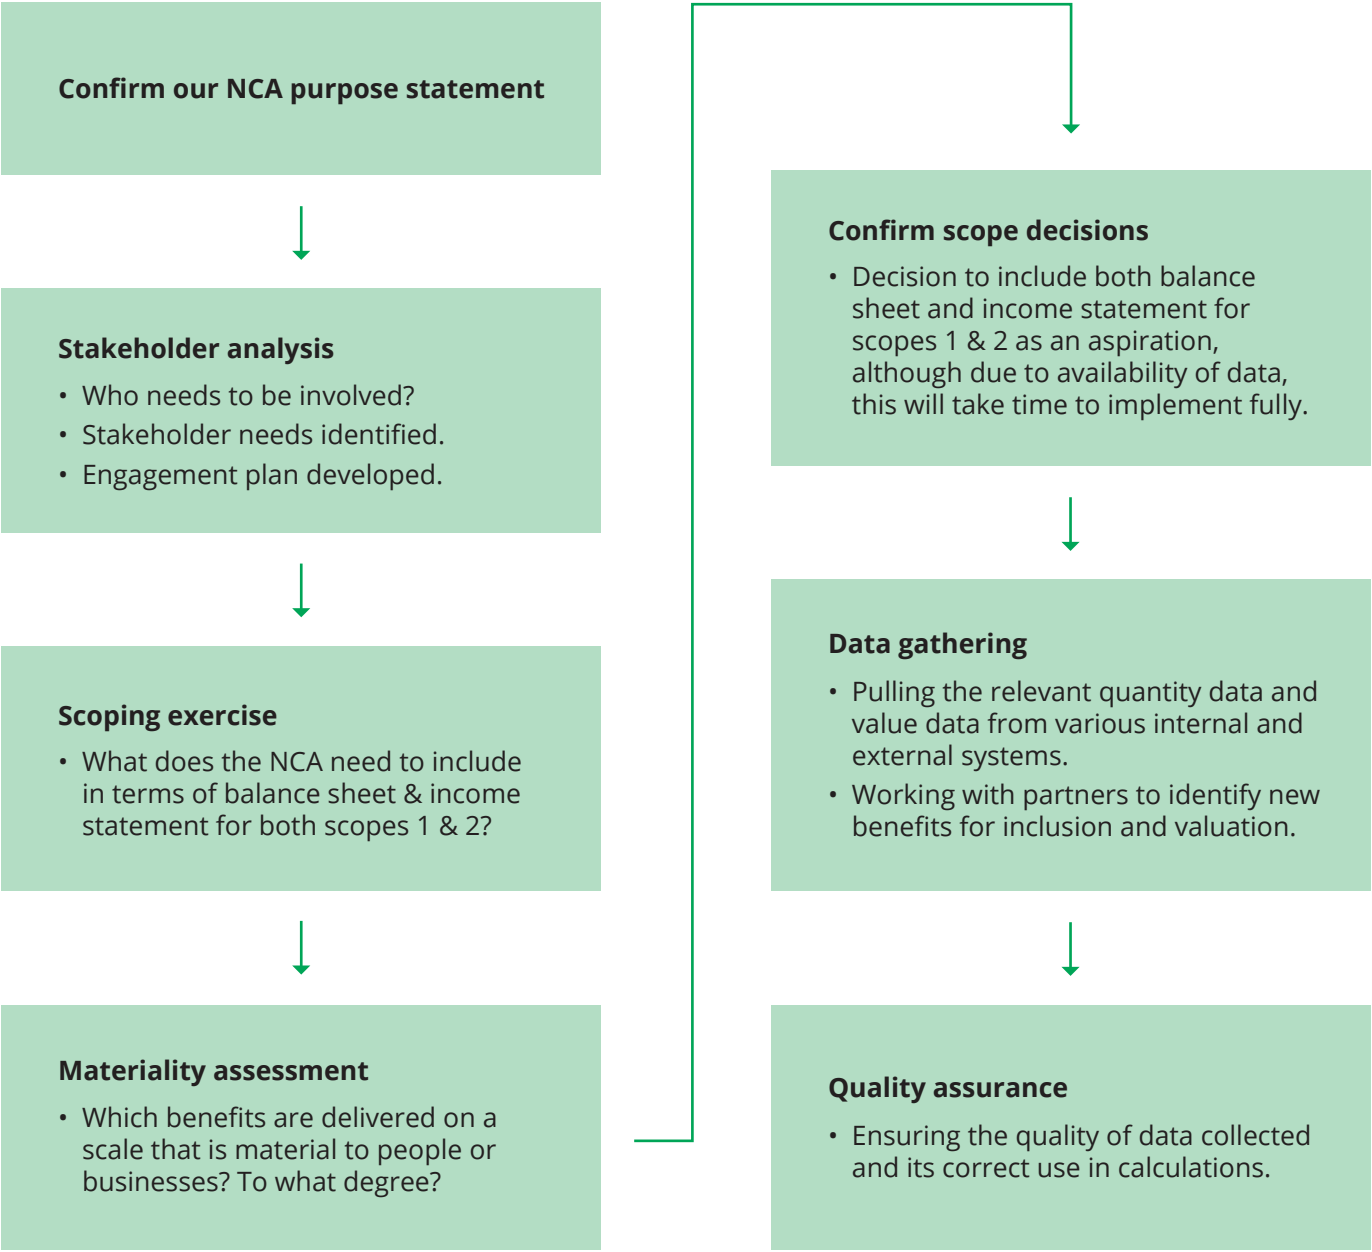 Confirm our NCA purpose statement
Stakeholder analysis
• Who needs to be involved?
• Stakeholder needs identified.
• Engagement plan developed.
Scoping exercise
• What does the NCA need to include
in terms of balance sheet & income
statement for both scopes 1 & 2?
Materiality assessment
• Which benefits are delivered on a
scale that is material to people or
businesses? To what degree?
Confirm scope decisions
• Decision to include both balance
sheet and income statement for
scopes 1 & 2 as an aspiration,
although due to availability of data,
this will take time to implement fully.
Data gathering
• Pulling the relevant quantity data and
value data from various internal and
external systems.
• Working with partners to identify new
benefits for inclusion and valuation.
Quality assurance
• Ensuring the quality of data collected
and its correct use in calculations.